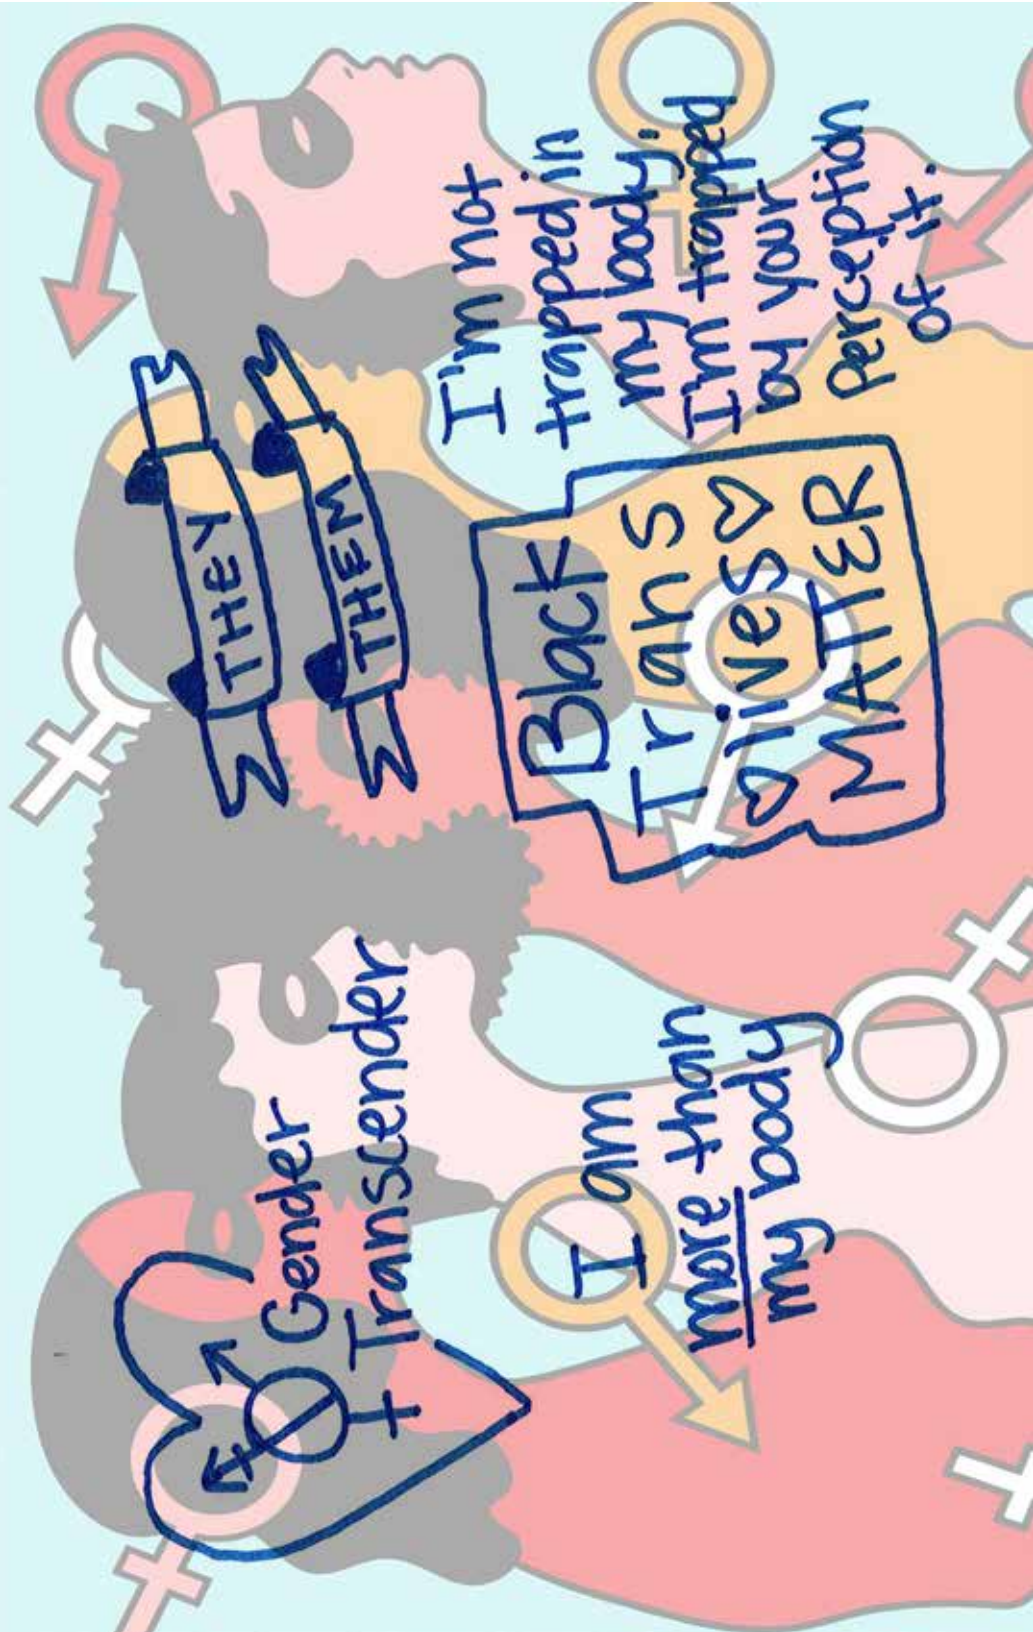 Gender
Transcender
THEY
THEM
I am
more than
my body
Black
Trans
♡ lives ♡
MATTER
I'm not
trapped in
my body;
I'm trapped
by your
perception
of it.